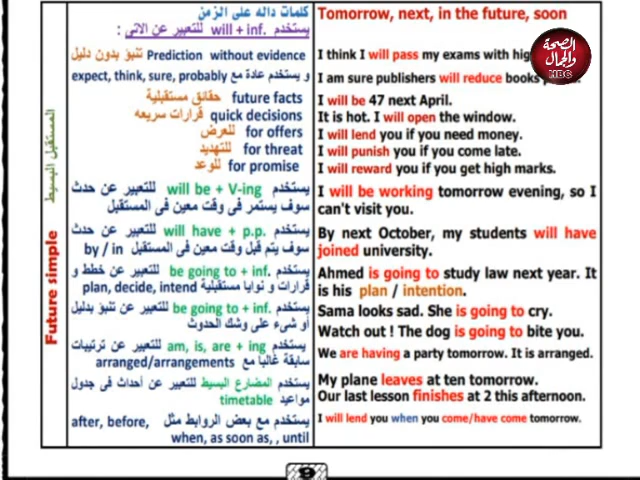 المستقبل البسيط
Future simple
كلمات داله على الزمن
Tomorrow, next, in the future, soon
يستخدم .will + inf للتعبير عن الاتى :
Prediction without evidence تنبؤ بدون دليل
I think I will pass my exams with
و يستخدم عادة مع expect, think, sure, probably
I am sure publishers will reduce books
future facts حقائق مستقبلية
I will be 47 next April.
quick decisions قرارات سريعه
It is hot. I will open the window.
for offers للعرض
I will lend you if you need money.
for threat للتهديد
I will punish you if you come late.
for promise للوعد
I will reward you if you get high marks.
يستخدم will be + V-ing للتعبير عن حدث
سوف يستمر فى وقت معين فى المستقبل
I will be working tomorrow evening, so I
can't visit you.
يستخدم .will have + p.p للتعبير عن حدث
سوف يتم قبل وقت معين فى المستقبل by / in
By next October, my students will have
joined university.
يستخدم .be going to + inf للتعبير عن خطط و
قرارات و نوايا مستقبلية plan, decide, intend
Ahmed is going to study law next year. It
is his plan / intention.
يستخدم .be going to + inf للتعبير عن تنبؤ بدليل
أو شىء على وشك الحدوث
Sama looks sad. She is going to cry.
Watch out ! The dog is going to bite you.
يستخدم am, is, are + ing للتعبير عن ترتيبات
سابقة غالبا مع arranged/arrangements
We are having a party tomorrow. It is arranged.
يستخدم المضارع البسيط للتعبير عن أحداث فى جدول
مواعيد timetable
My plane leaves at ten tomorrow.
Our last lesson finishes at 2 this afternoon.
يستخدم مع بعض الروابط مثل after, before,
when, as soon as, , until
I will lend you when you come/have come tomorrow.
9
الصحة
والجمال
HBC